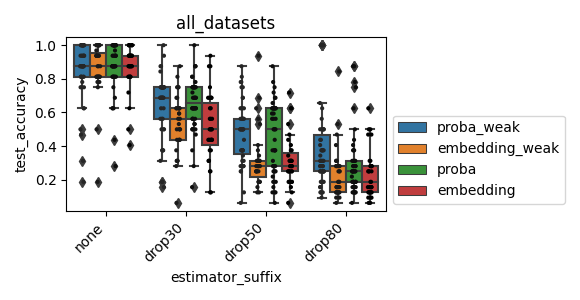 all_datasets
test_accuracy
1.0
0.8
0.6
0.4
0.2
none
drop30
drop50
drop80
estimator_suffix
proba_weak
embedding_weak
proba
embedding